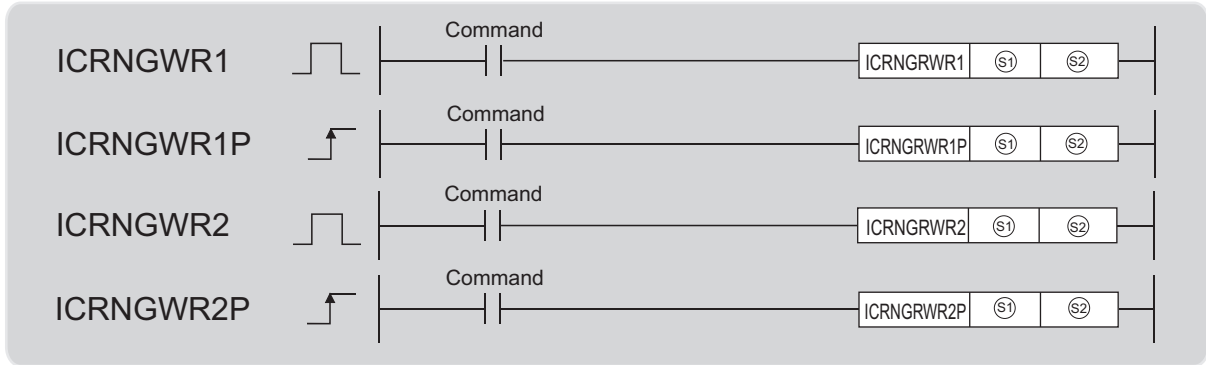 Command
ICRNGWR1 ICRNGRWR1 S1 S2
Command
ICRNGWR1P ICRNGRWR1P S1 S2
Command
ICRNGWR2 ICRNGRWR2 S1 S2
Command
ICRNGWR2P ICRNGRWR2P S1 S2